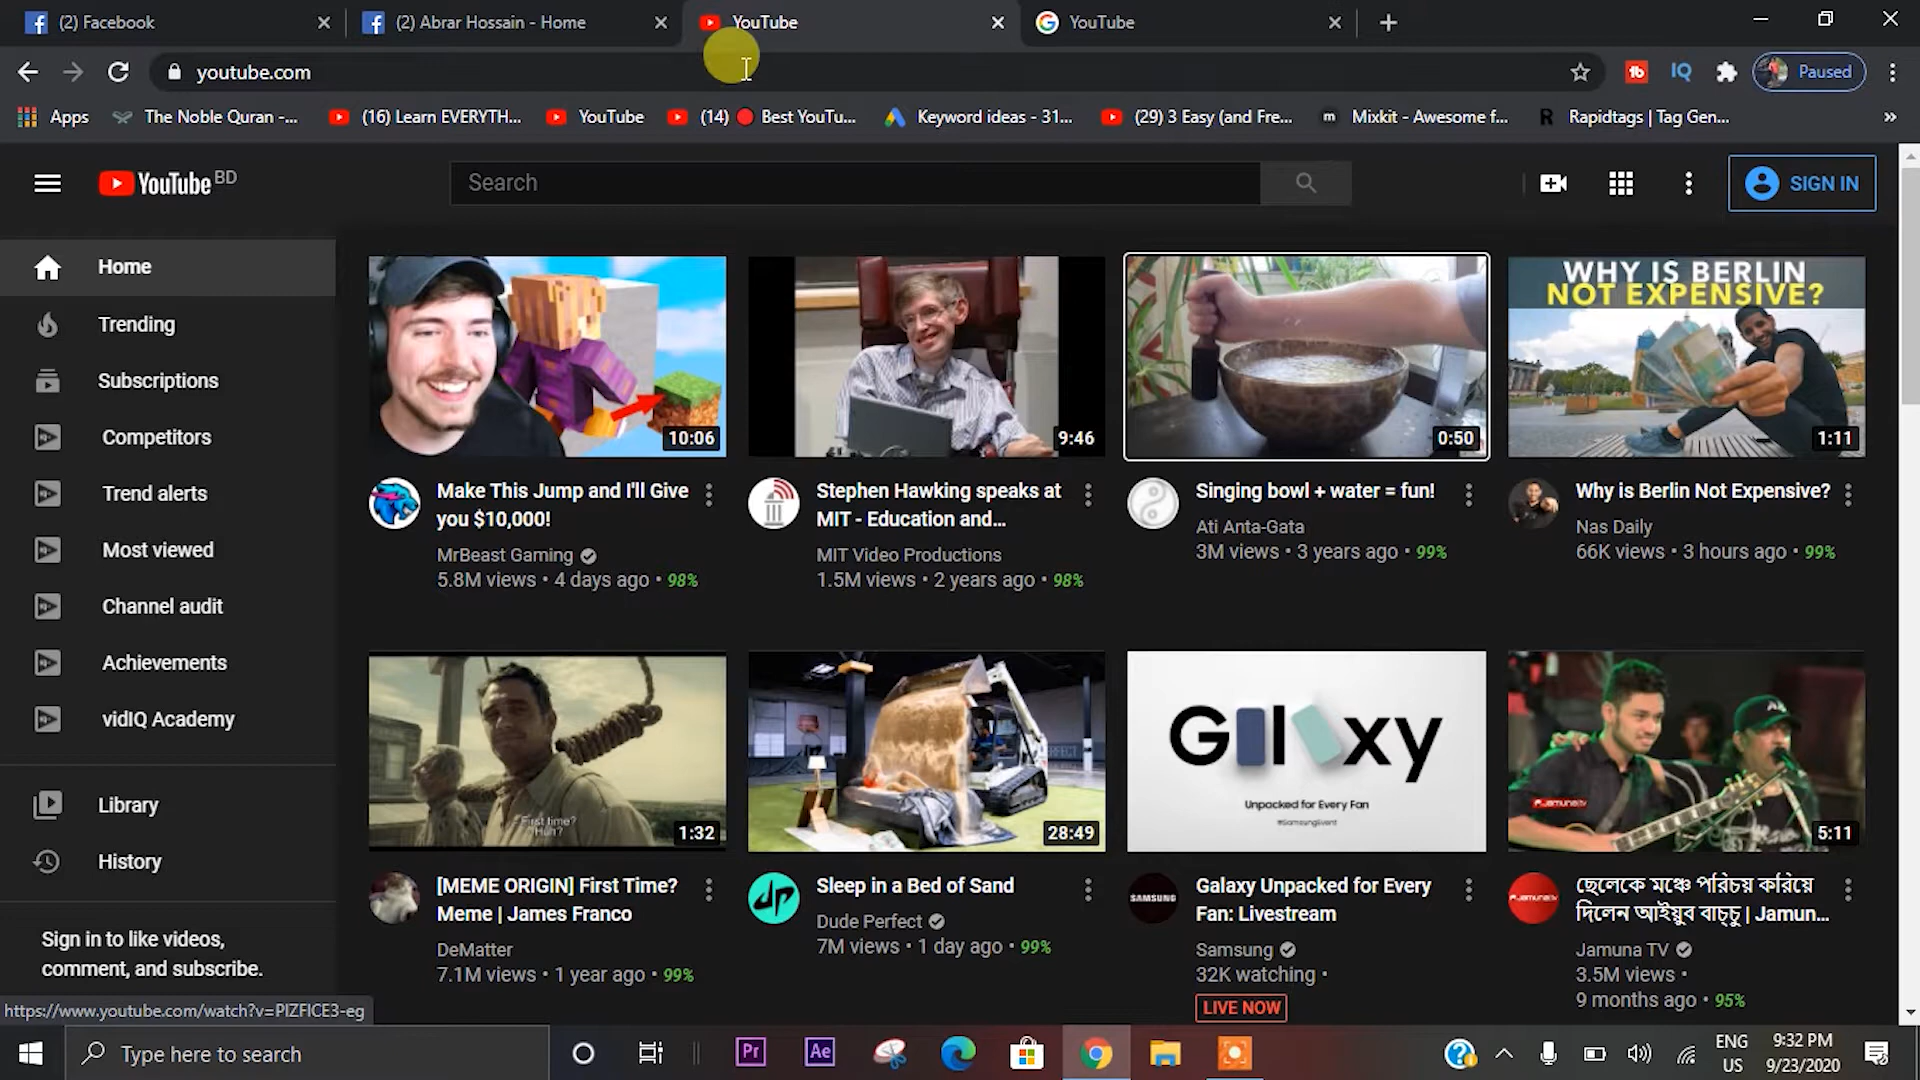 (2) Facebook
(2) Abrar Hossain - Home
YouTube
YouTube
youtube.com
Paused
Apps
The Noble Quran -...
(16) Learn EVERYTH...
YouTube
(14) 🔴 Best YouTu...
Keyword ideas - 31...
(29) 3 Easy (and Fre...
m
Mixkit - Awesome f...
R
Rapidtags | Tag Gen...
»
YouTube BD
Search
SIGN IN
Home
Trending
Subscriptions
Competitors
Trend alerts
Most viewed
Channel audit
Achievements
vidIQ Academy
Library
History
Sign in to like videos,
comment, and subscribe.
10:06
Make This Jump and I'll Give
you $10,000!
MrBeast Gaming
5.8M views • 4 days ago • 98%
9:46
Stephen Hawking speaks at
MIT - Education and...
MIT Video Productions
1.5M views • 2 years ago • 98%
0:50
Singing bowl + water = fun!
Ati Anta-Gata
3M views • 3 years ago • 99%
WHY IS BERLIN
NOT EXPENSIVE?
1:11
Why is Berlin Not Expensive?
Nas Daily
66K views • 3 hours ago • 99%
First time?
Huh?
1:32
[MEME ORIGIN] First Time?
Meme | James Franco
DeMatter
7.1M views • 1 year ago • 99%
28:49
Sleep in a Bed of Sand
Dude Perfect
7M views • 1 day ago • 99%
Galaxy
Unpacked for Every Fan
#SamsungEvent
SAMSUNG
Galaxy Unpacked for Every
Fan: Livestream
Samsung
32K watching •
LIVE NOW
Jamuna tv
5:11
ছেলেকে মঞ্চে পরিচয় করিয়ে
দিলেন আইয়ুব বাচ্চু | Jamun...
Jamuna TV
3.5M views •
9 months ago • 95%
https://www.youtube.com/watch?v=PIZFICE3-eg
Type here to search
Pr
Ae
ENG
US
9:32 PM
9/23/2020